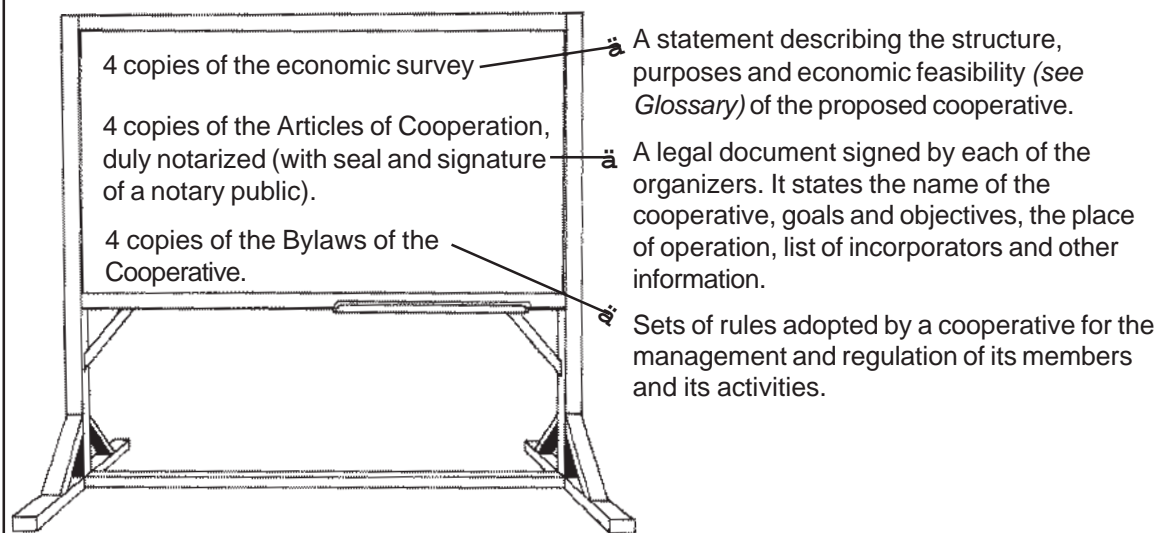 4 copies of the economic survey
4 copies of the Articles of Cooperation,
duly notarized (with seal and signature
of a notary public).
4 copies of the Bylaws of the
Cooperative.
ä A statement describing the structure,
purposes and economic feasibility (see
Glossary) of the proposed cooperative.
ä A legal document signed by each of the
organizers. It states the name of the
cooperative, goals and objectives, the place
of operation, list of incorporators and other
information.
ä Sets of rules adopted by a cooperative for the
management and regulation of its members
and its activities.